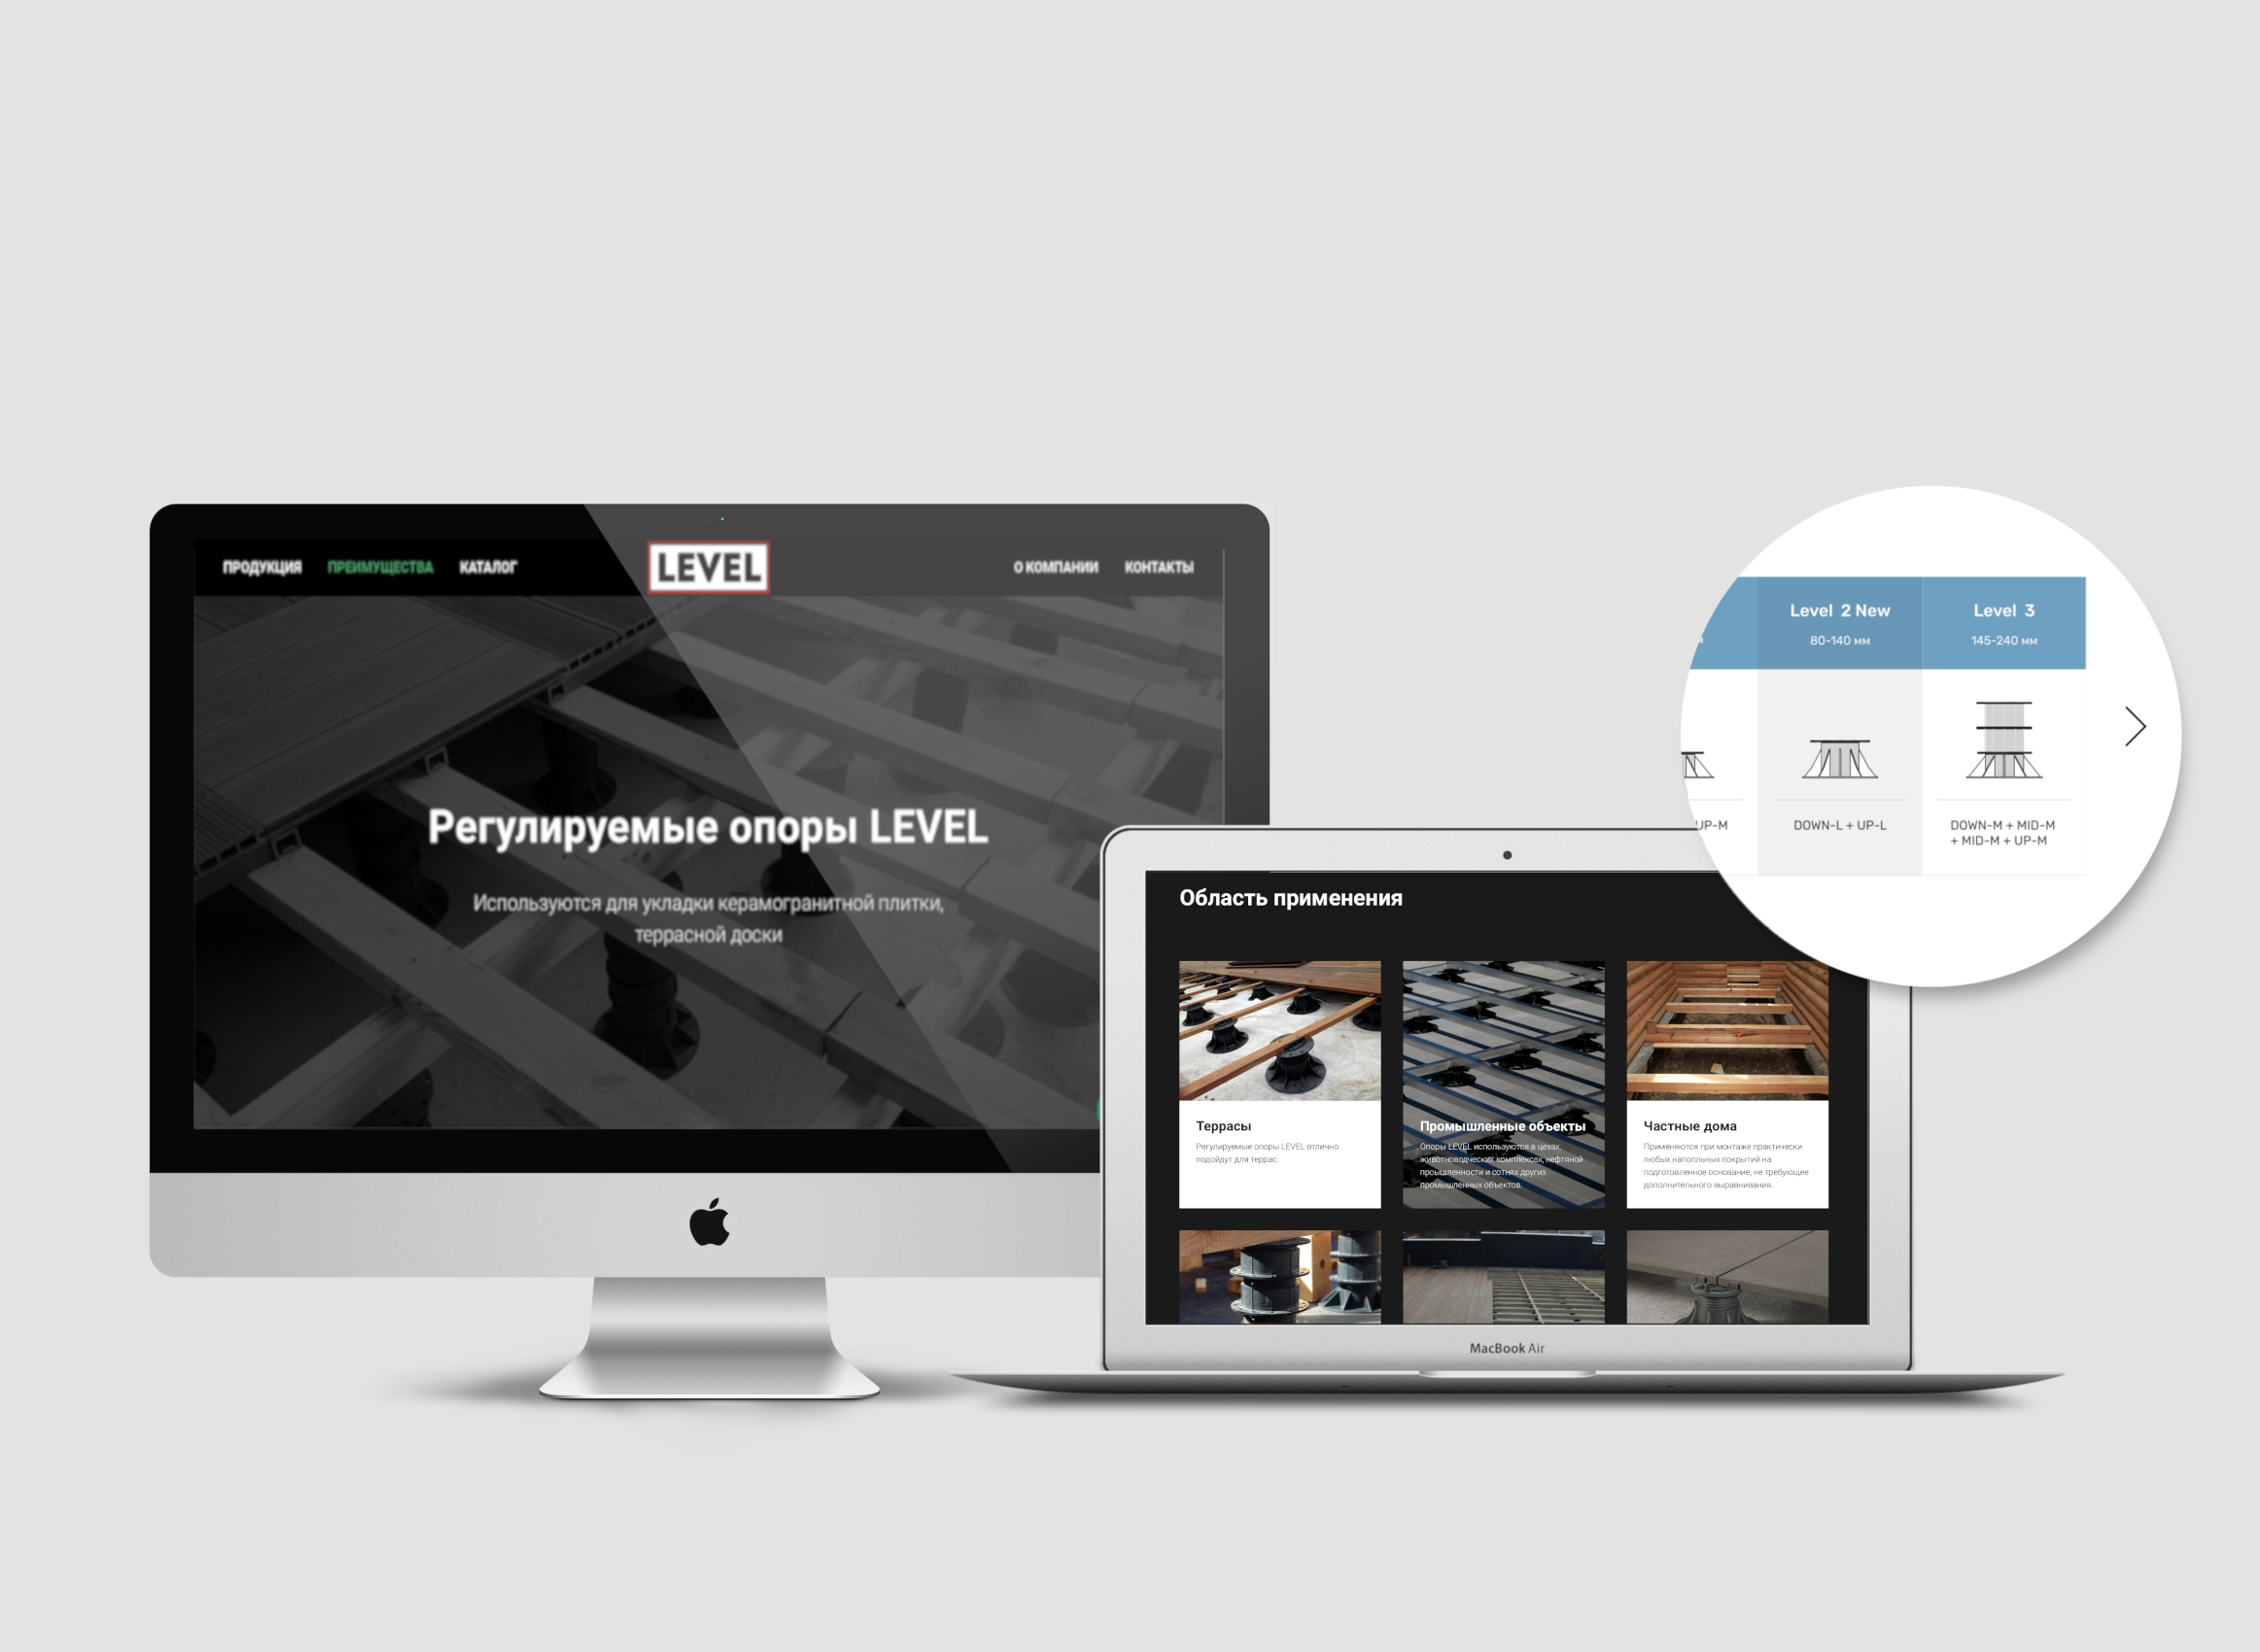 ПРОДУКЦИЯ ПРЕИМУЩЕСТВА КАТАЛОГ LEVEL О КОМПАНИИ КОНТАКТЫ
Регулируемые опоры LEVEL
Используются для укладки керамогранитной плитки,
террасной доски
Level 2 New
80-140 мм
DOWN-L + UP-L
Level 3
145-240 мм
DOWN-M + MID-M
+ MID-M + UP-M
UP-M
Область применения
Террасы
Регулируемые опоры LEVEL отлично
подойдут для террас.
Промышленные объекты
Опоры LEVEL используются в цехах,
животноводческих комплексах, нефтяной
проышленности и сотнях других
промышленных объектов.
Частные дома
Применяются при монтаже практически
любых напольных покрытий на
подготовленное основание, не требующее
дополнительного выравнивания.
MacBook Air